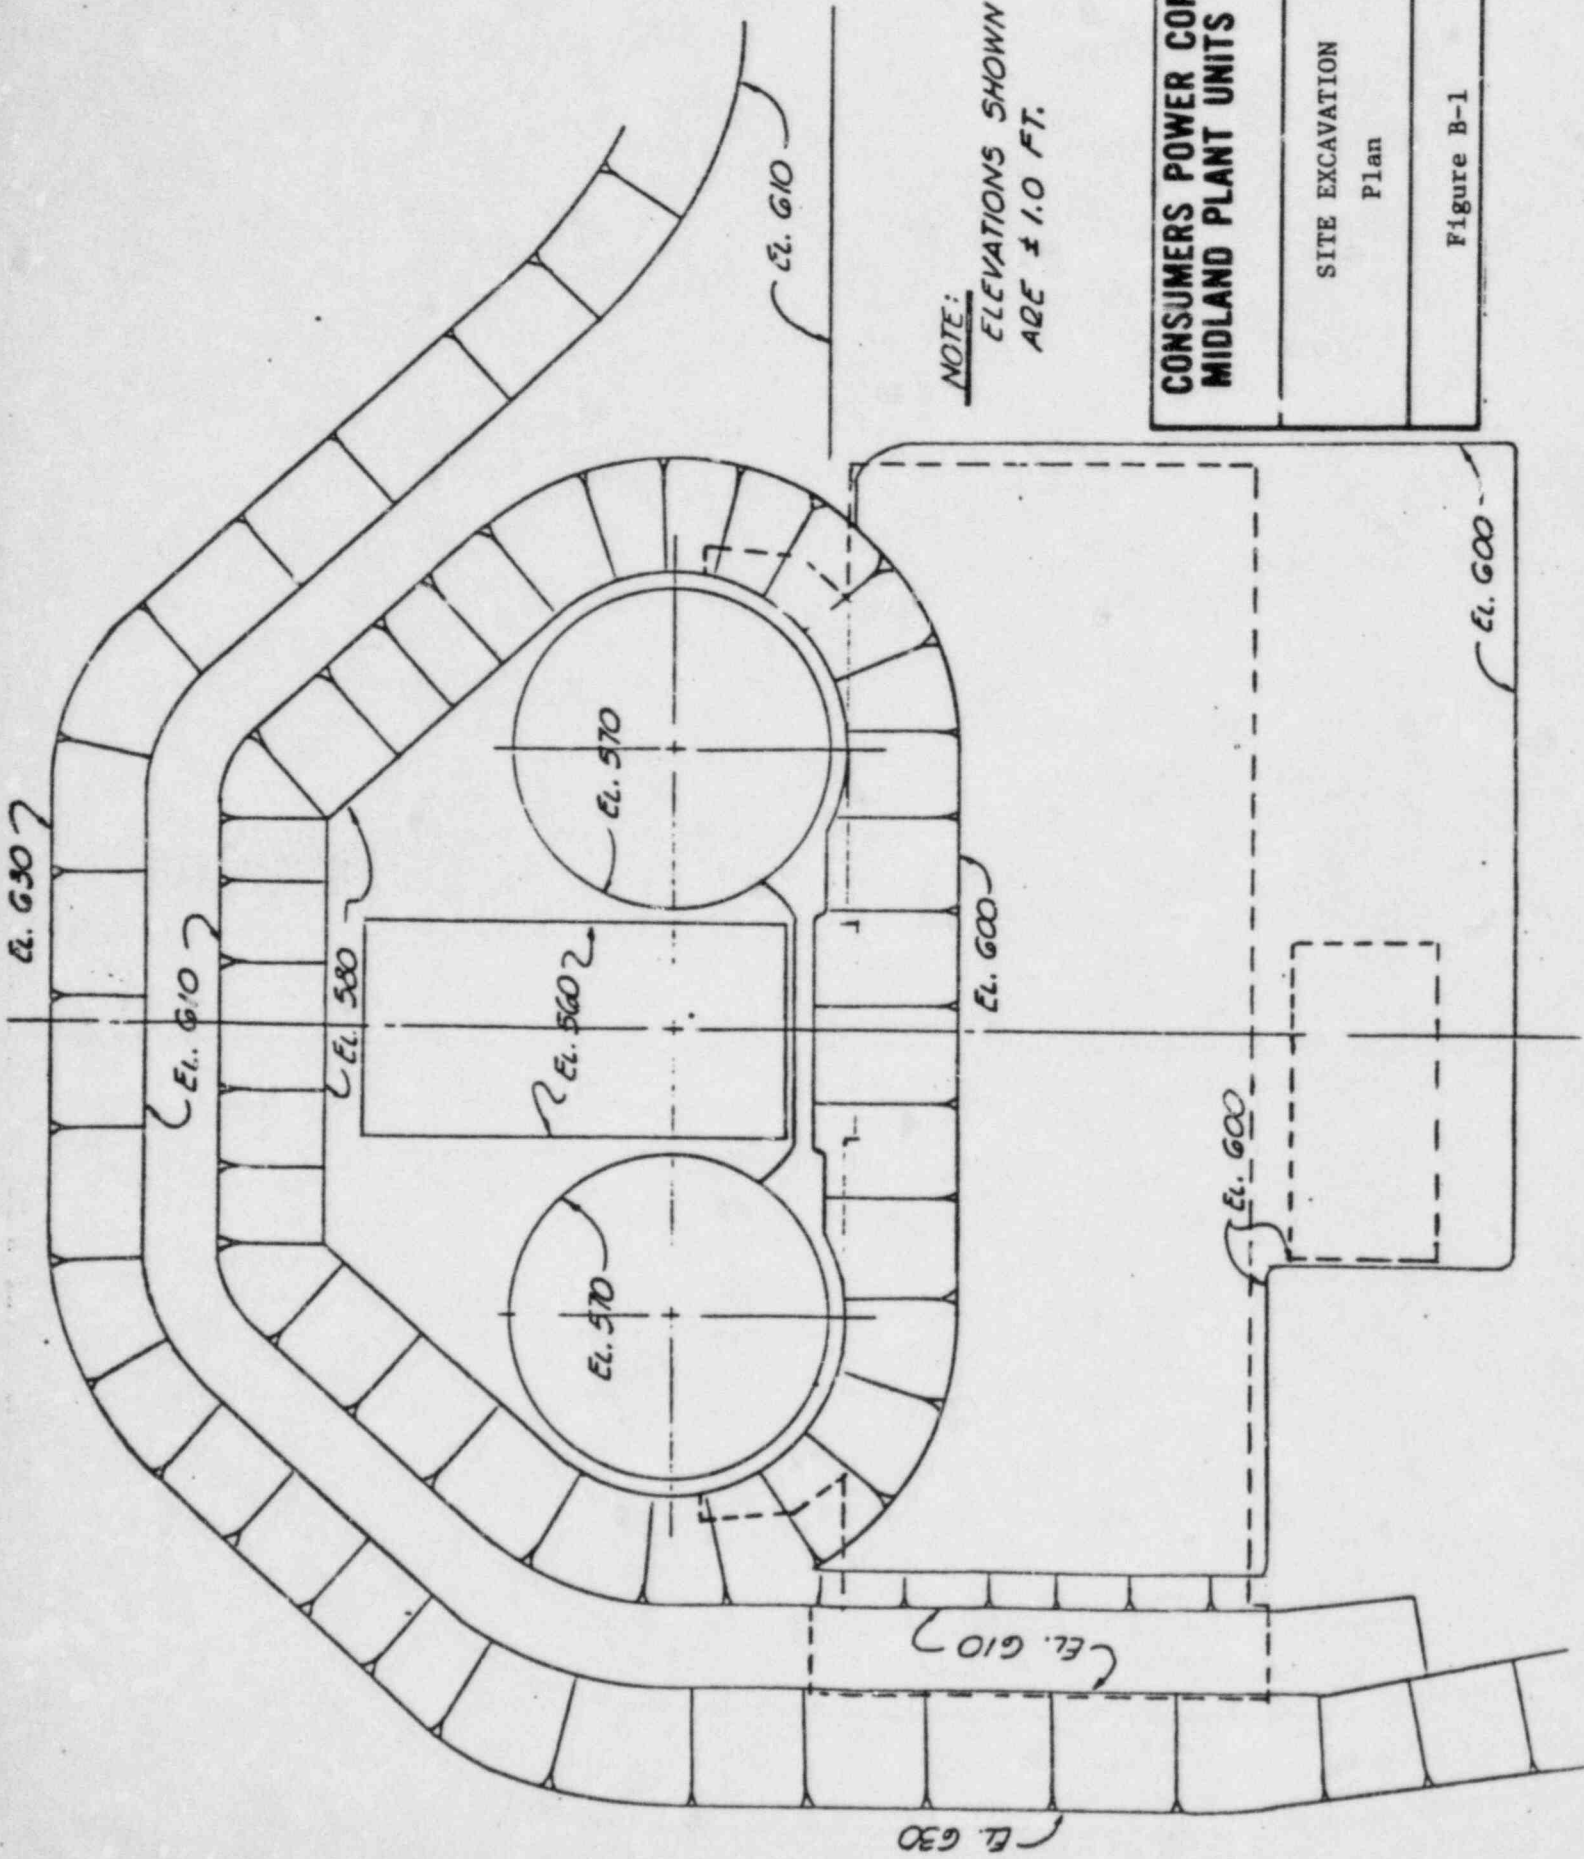 EL. 630
EL. 610
EL. 580
EL. 560
EL. 570
EL. 570
EL. 600
EL. 610
EL. 600
EL. 600
EL. 610
EL. 630
NOTE:
ELEVATIONS SHOWN
ARE ± 1.0 FT.
CONSUMERS POWER
MIDLAND PLANT UNITS
SITE EXCAVATION
Plan
Figure B-1